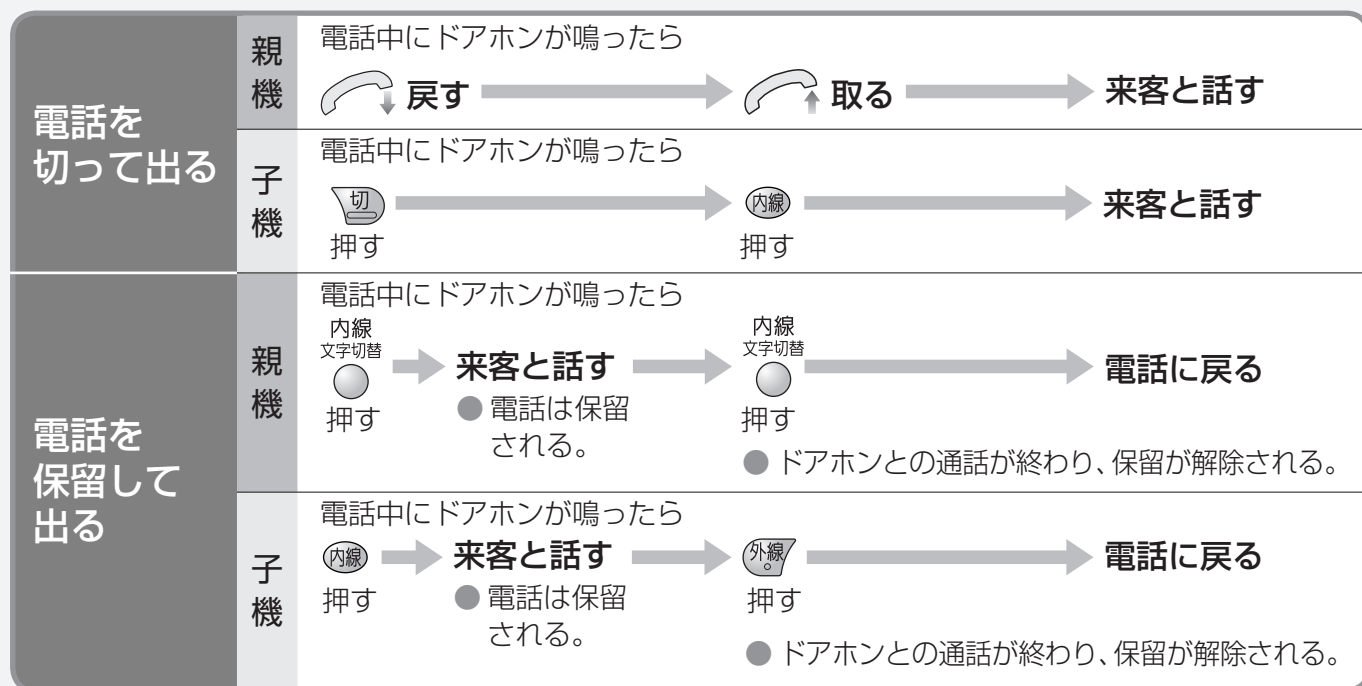 電話を
切って出る
親機
電話中にドアホンが鳴ったら
戻す 取る 来客と話す
子機
電話中にドアホンが鳴ったら
切 内線 来客と話す
押す 押す
電話を
保留して
出る
親機
電話中にドアホンが鳴ったら
内線 内線
文字切替 文字切替
来客と話す 電話に戻る
押す ●電話は保留 押す
される。
●ドアホンとの通話が終わり、保留が解除される。
子機
電話中にドアホンが鳴ったら
内線 来客と話す 外線 電話に戻る
押す ●電話は保留 押す
される。
●ドアホンとの通話が終わり、保留が解除される。